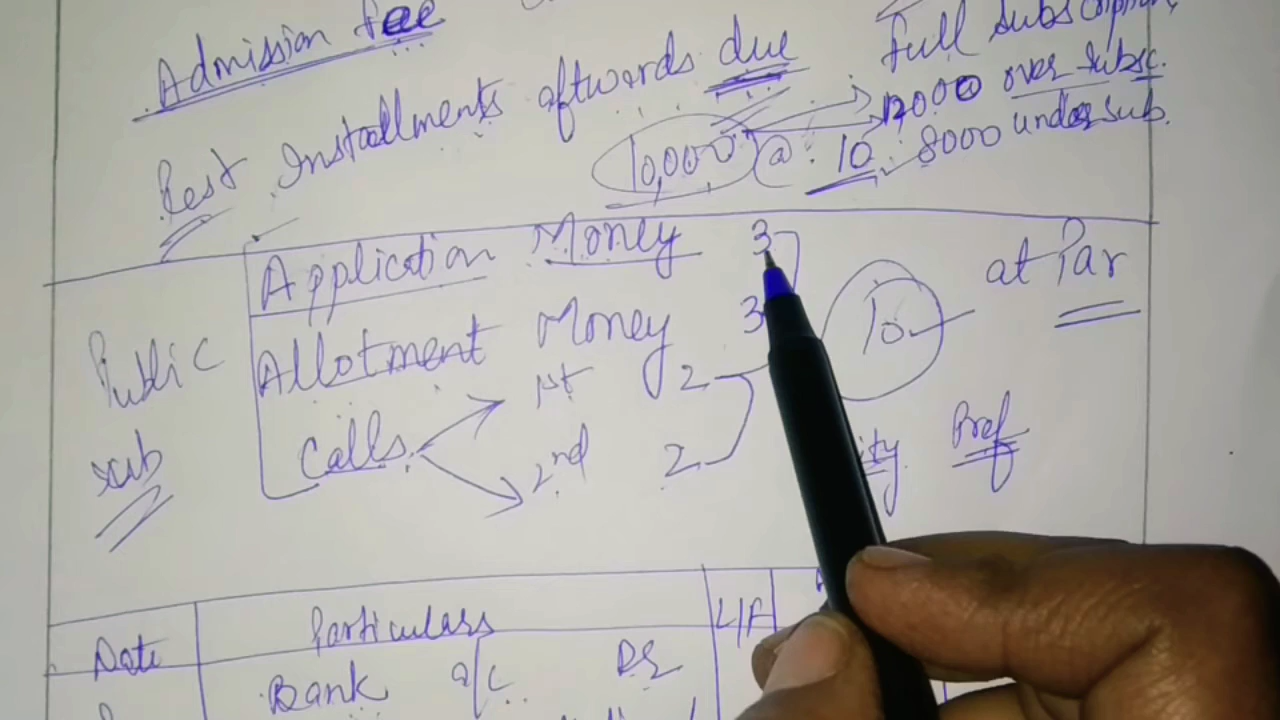 Admission fee
Full Subscription,
Rest Installments aftwards due
12000 over subsc.
10,000 @ 10 8000 under sub.
Application Money 3
at Par
Public Allotment Money 3
10
sub Calls 1st 2
2nd 2
Pref
Date Particulars L/F
Bank a/c Dr